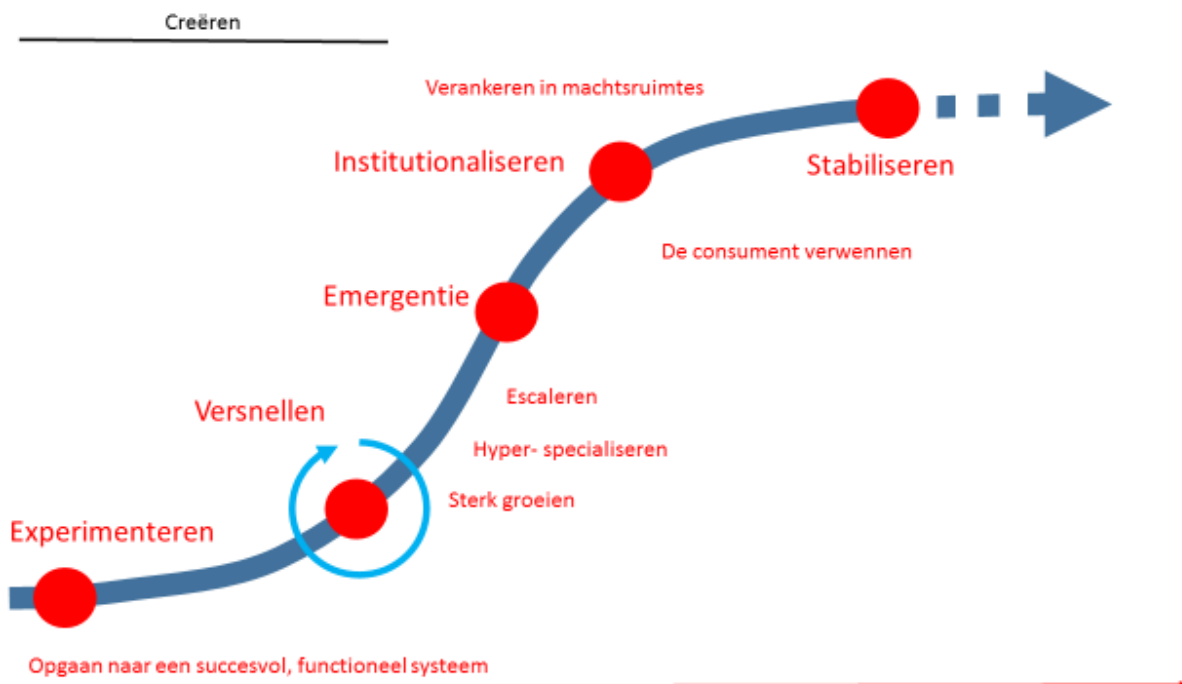 Creëren
Verankeren in machtsruimtes
Institutionaliseren
Stabiliseren
De consument verwennen
Emergentie
Escaleren
Versnellen
Hyper- specialiseren
Sterk groeien
Experimenteren
Opgaan naar een succesvol, functioneel systeem